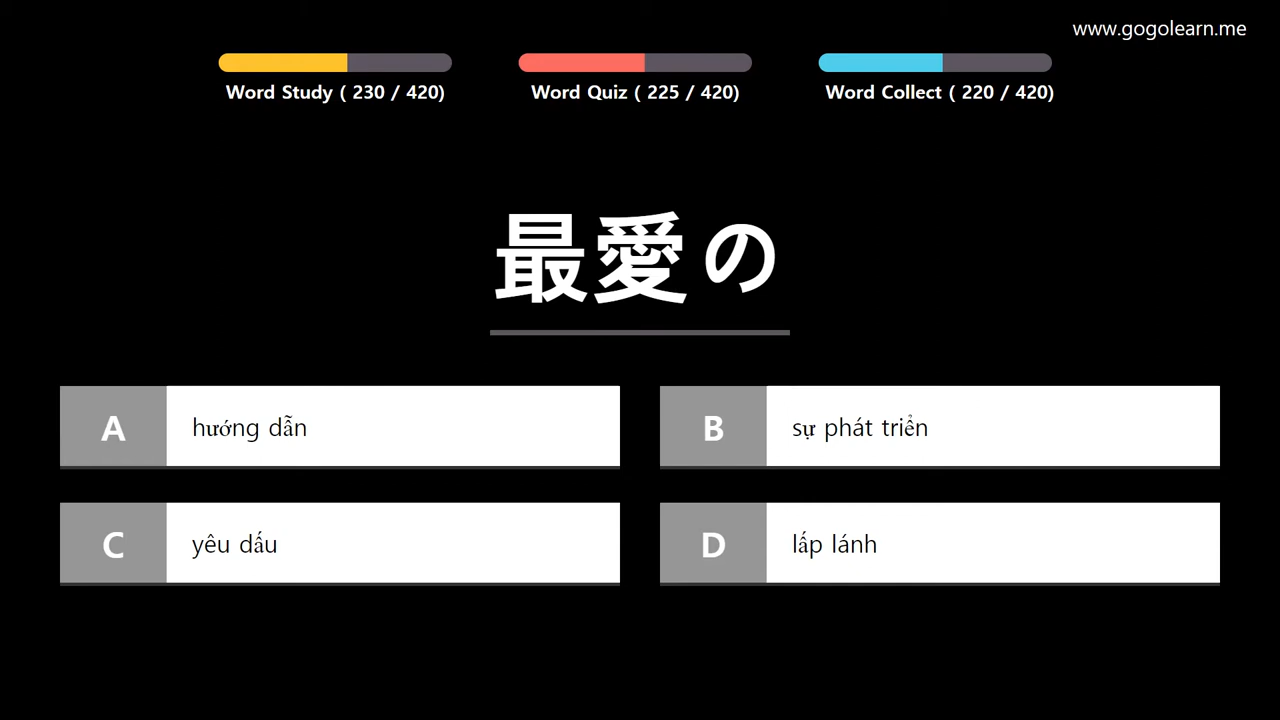 www.gogolearn.me
Word Study ( 230 / 420)
Word Quiz ( 225 / 420)
Word Collect ( 220 / 420)
最愛の
A hướng dẫn
B sự phát triển
C yêu dấu
D lấp lánh